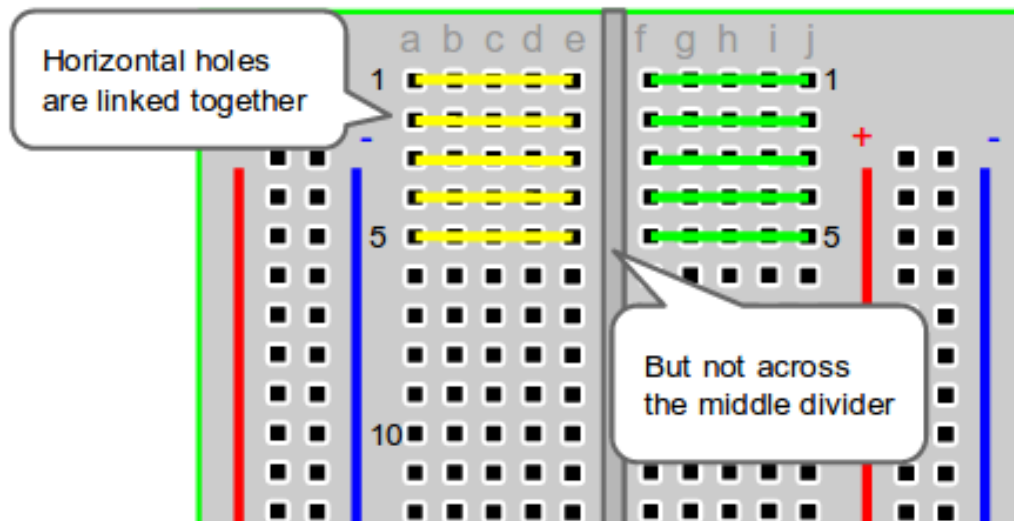 Horizontal holes
are linked together
a b c d e f g h i j
1 1
- + -
5 5
But not across
the middle divider
10